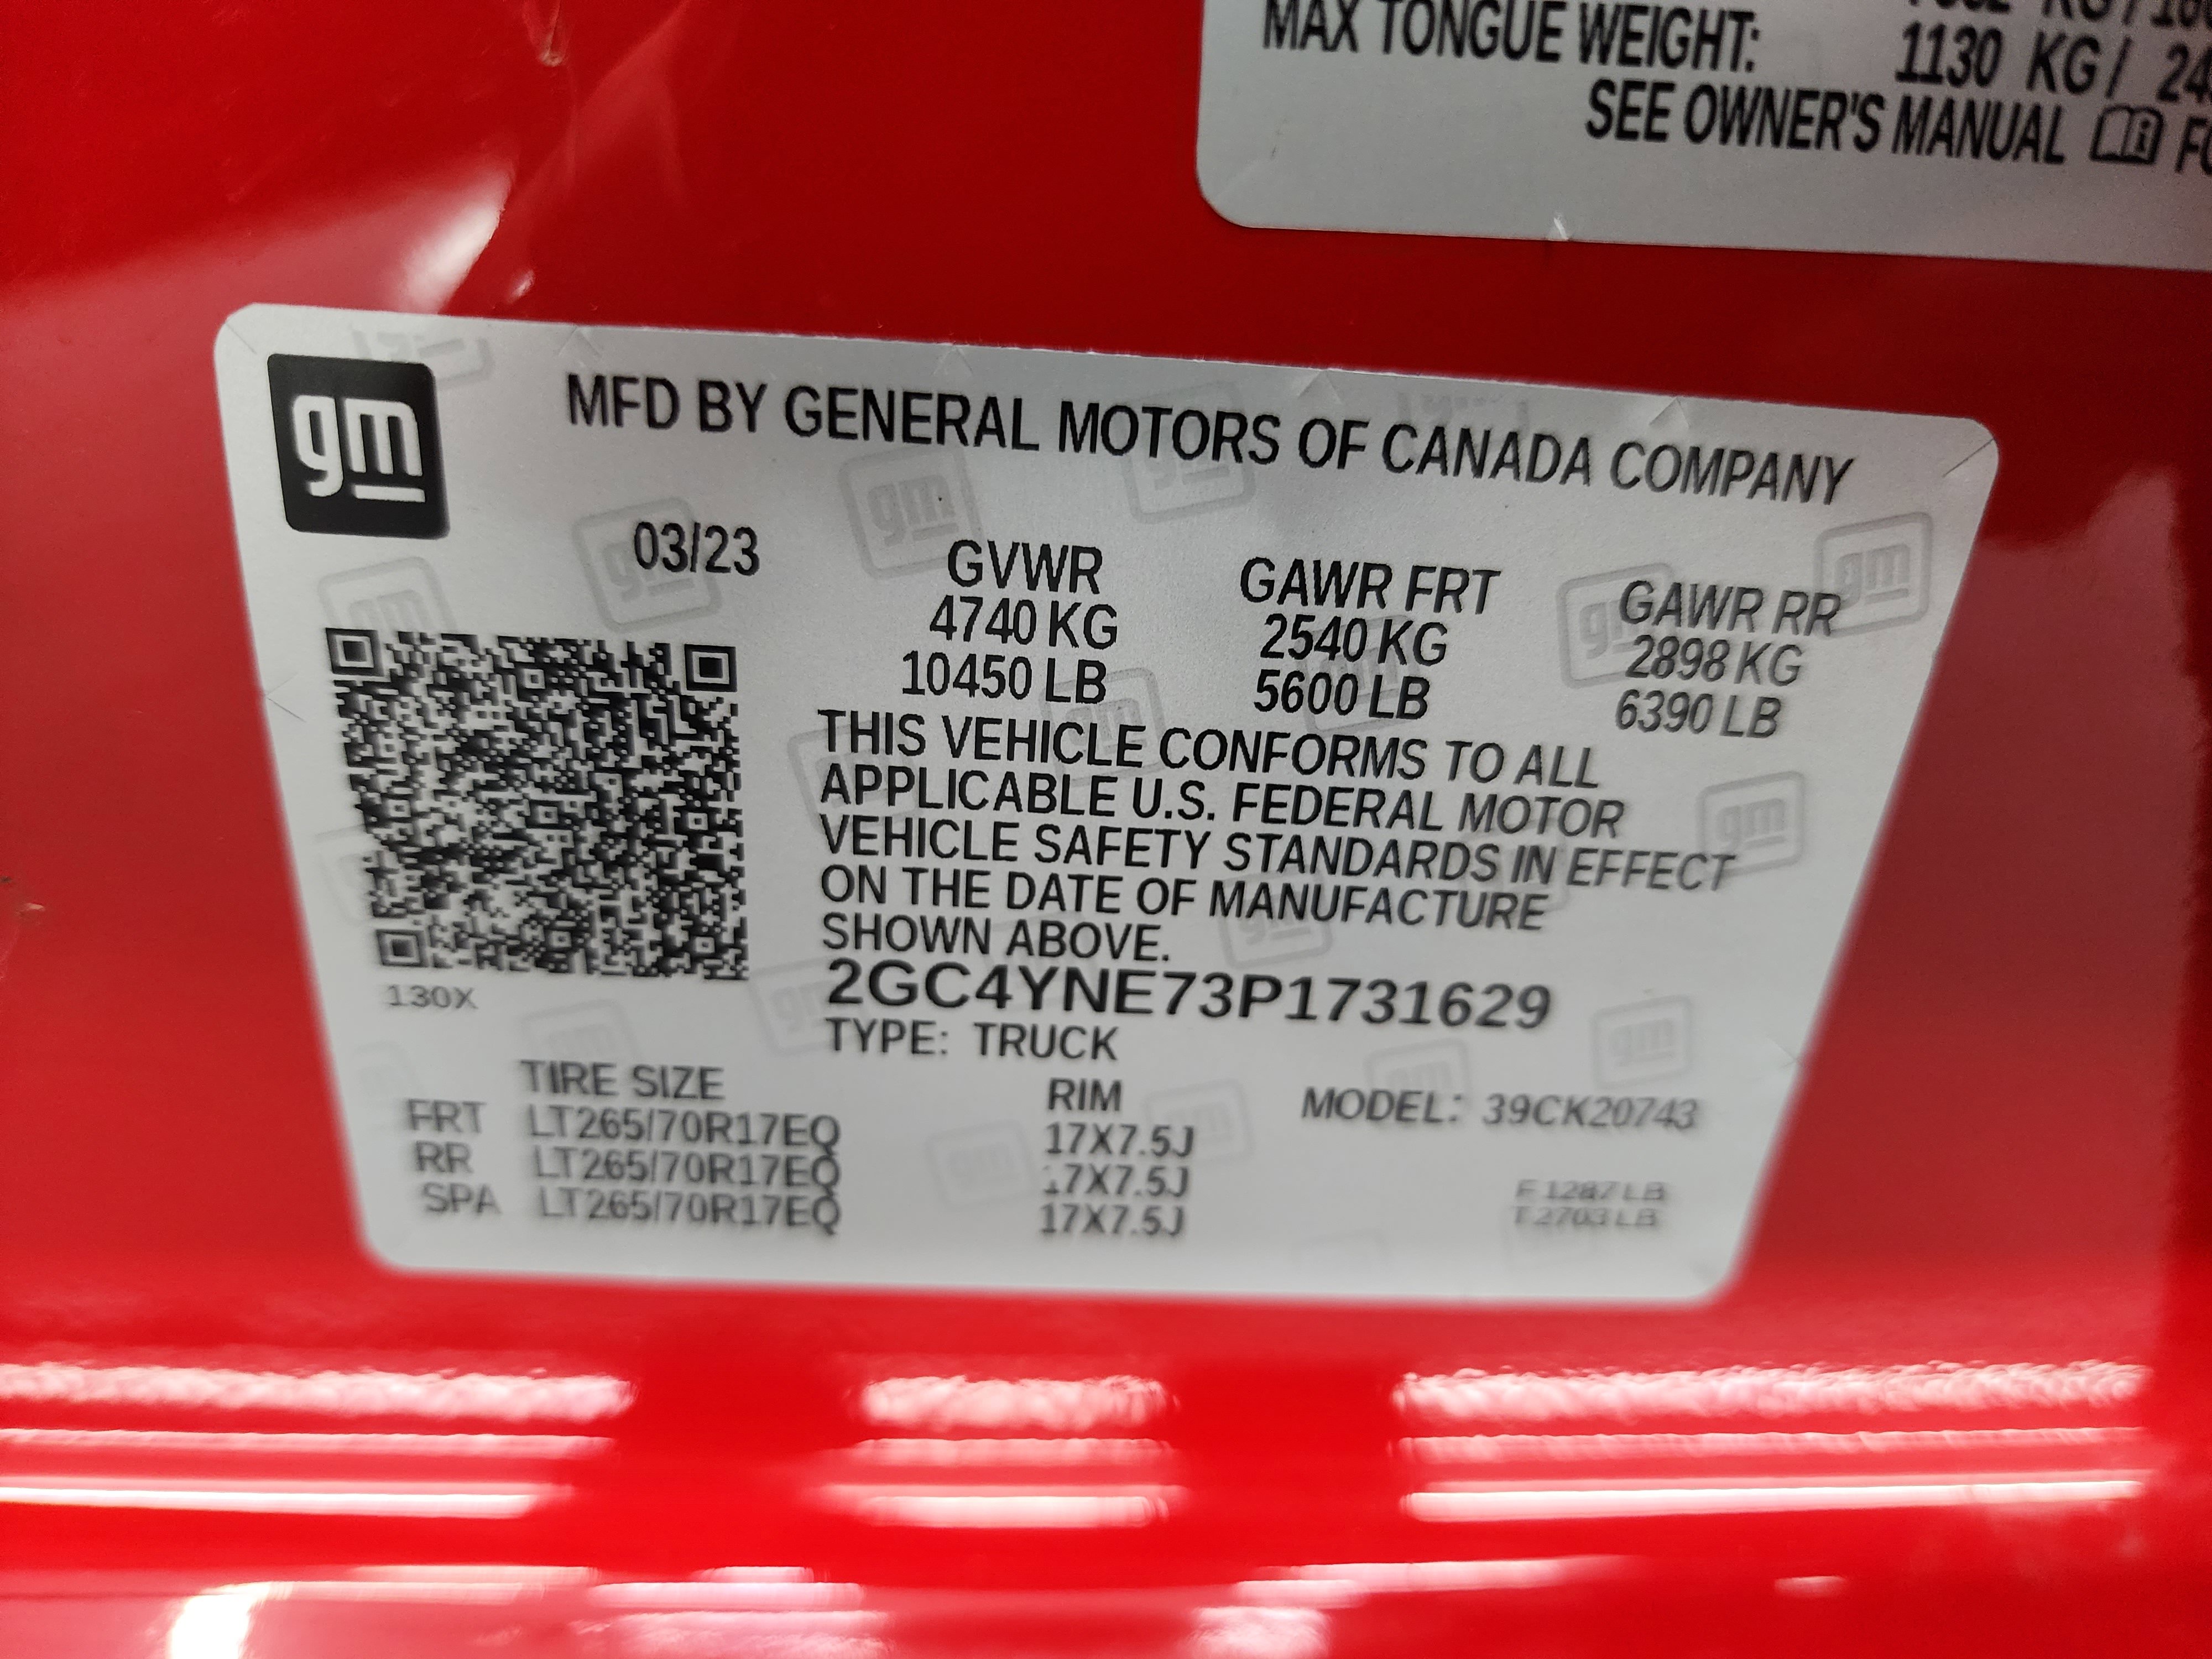 MAX TONGUE WEIGHT: 1130 KG /
SEE OWNER'S MANUAL
gm
MFD BY GENERAL MOTORS OF CANADA COMPANY
03/23
GVWR GAWR FRT GAWR RR
4740 KG 2540 KG 2898 KG
10450 LB 5600 LB 6390 LB
THIS VEHICLE CONFORMS TO ALL
APPLICABLE U.S. FEDERAL MOTOR
VEHICLE SAFETY STANDARDS IN EFFECT
ON THE DATE OF MANUFACTURE
SHOWN ABOVE.
2GC4YNE73P1731629
130X
TYPE: TRUCK
TIRE SIZE RIM MODEL: 39CK20743
FRT LT265/70R17EQ 17X7.5J
RR LT265/70R17EQ 17X7.5J
SPA LT265/70R17EQ 17X7.5J
F 1287 LB
T 2703 LB